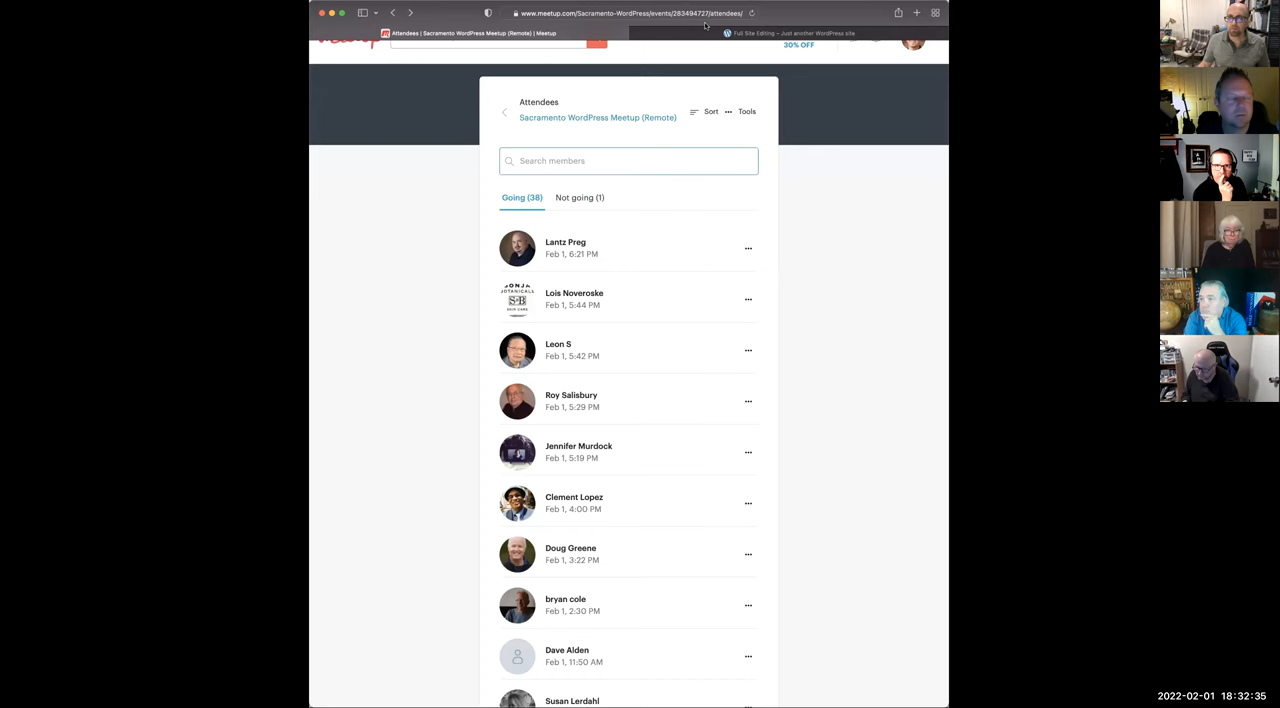 www.meetup.com/Sacramento-WordPress/events/283494727/attendees/
Attendees | Sacramento WordPress Meetup (Remote) | Meetup
Full Site Editing – Just another WordPress site
30% OFF
Attendees
Sacramento WordPress Meetup (Remote)
Sort
Tools
Search members
Going (38)
Not going (1)
Lantz Preg
Feb 1, 6:21 PM
Lois Noveroske
Feb 1, 5:44 PM
Leon S
Feb 1, 5:42 PM
Roy Salisbury
Feb 1, 5:29 PM
Jennifer Murdock
Feb 1, 5:19 PM
Clement Lopez
Feb 1, 4:00 PM
Doug Greene
Feb 1, 3:22 PM
bryan cole
Feb 1, 2:30 PM
Dave Alden
Feb 1, 11:50 AM
Susan Lerdahl
2022-02-01 18:32:35